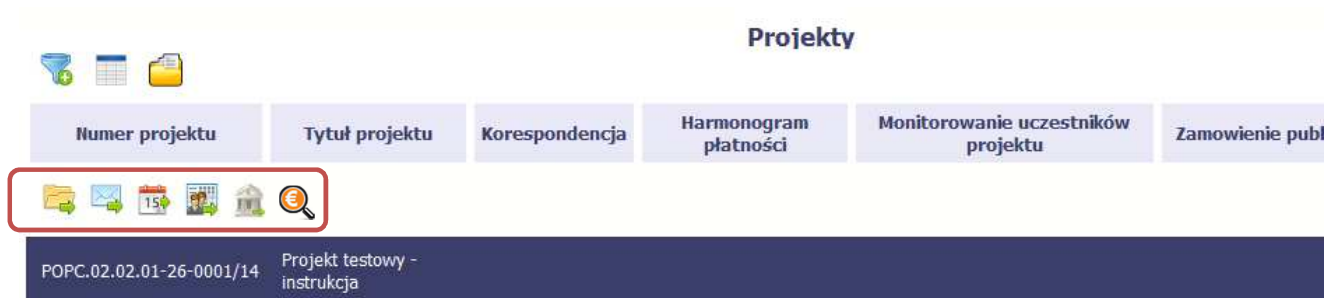 Projekty
Numer projektu
Tytuł projektu
Korespondencja
Harmonogram
płatności
Monitorowanie uczestników
projektu
Zamowienie publ
15
POPC.02.02.01-26-0001/14
Projekt testowy -
instrukcja